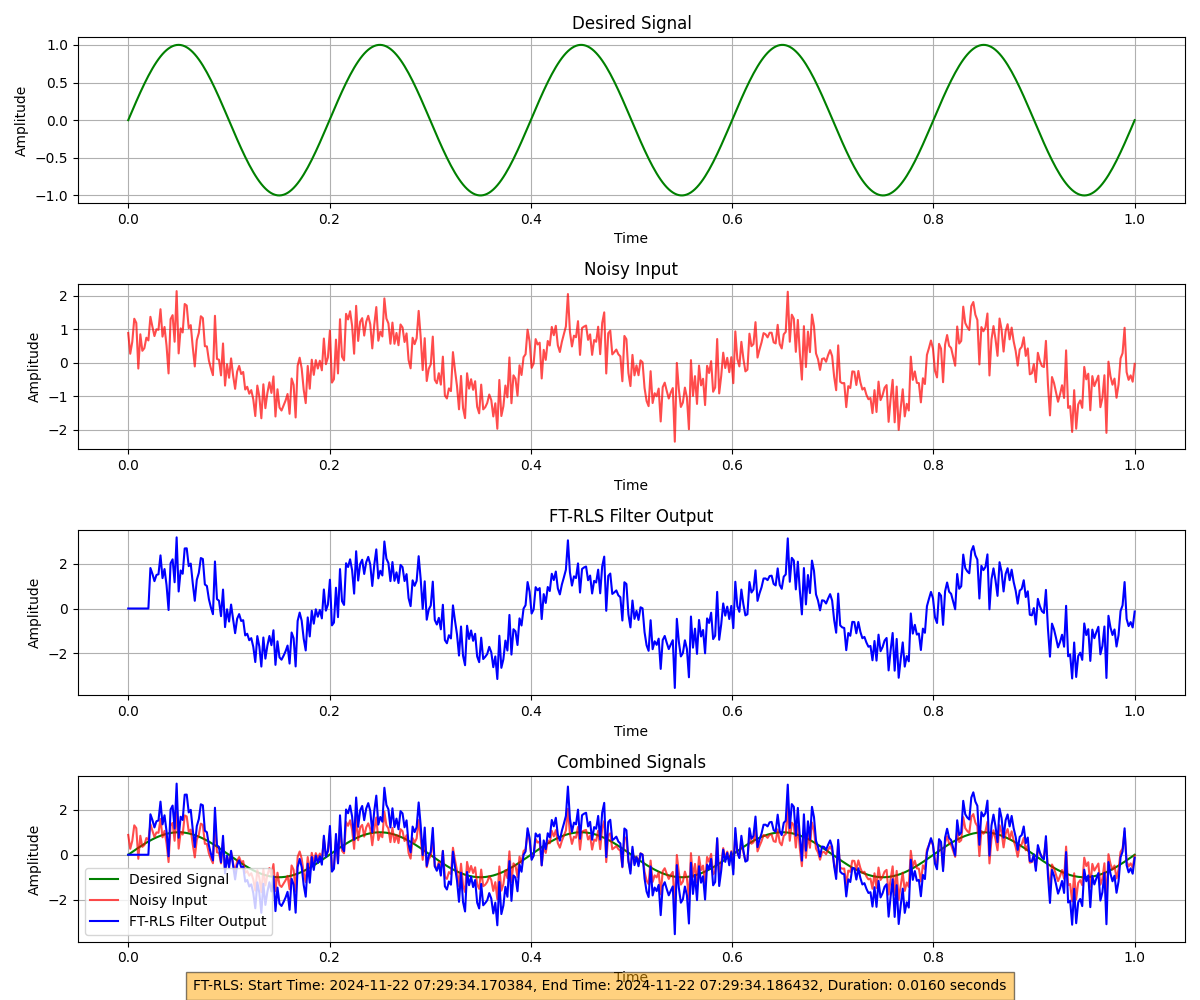 Desired Signal
1.0
0.5
0.0
−0.5
−1.0
Amplitude
0.0 0.2 0.4 0.6 0.8 1.0
Time
Noisy Input
2
1
0
−1
−2
Amplitude
0.0 0.2 0.4 0.6 0.8 1.0
Time
FT-RLS Filter Output
2
0
−2
Amplitude
0.0 0.2 0.4 0.6 0.8 1.0
Time
Combined Signals
2
0
−2
Amplitude
Desired Signal
Noisy Input
FT-RLS Filter Output
0.0 0.2 0.4 0.6 0.8 1.0
Time
FT-RLS: Start Time: 2024-11-22 07:29:34.170384, End Time: 2024-11-22 07:29:34.186432, Duration: 0.0160 seconds